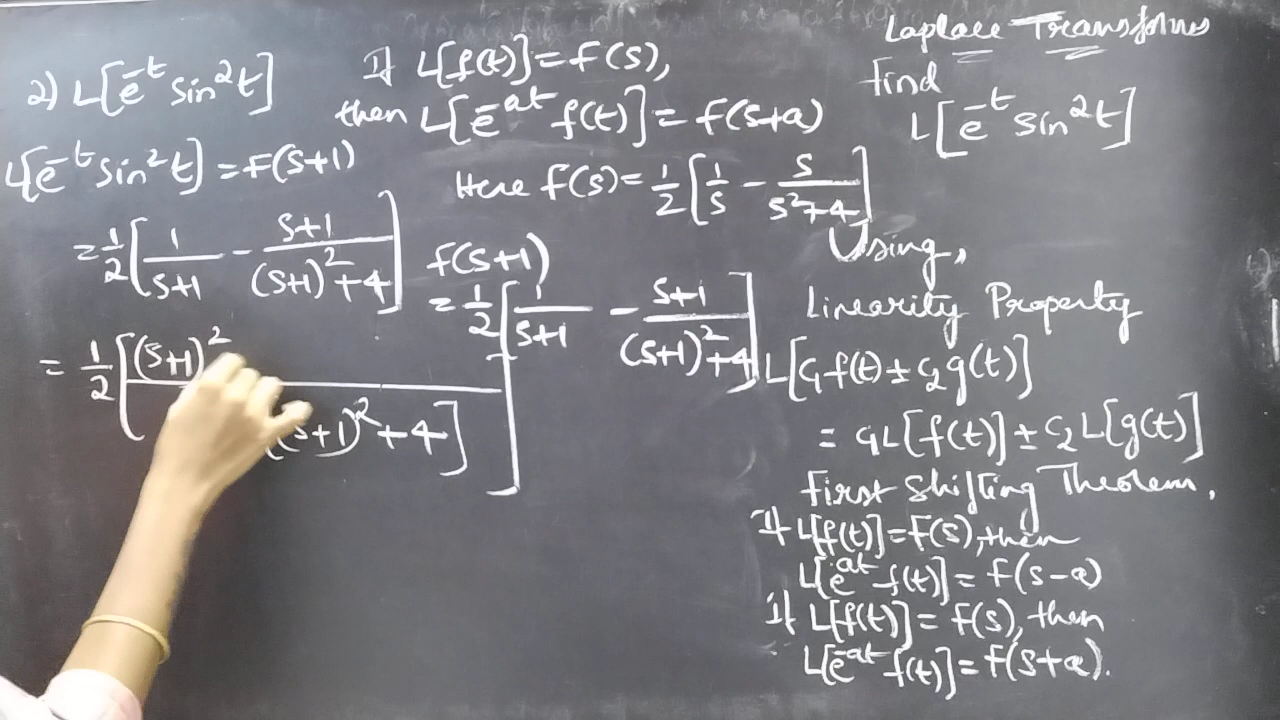 Laplace Transforms
Find
L[e^{-t} sin^2 t]
2) L[e^{-t} sin^2 t]
If L[f(t)] = F(s),
then L[e^{-at} f(t)] = F(s+a)
L[e^{-t} sin^2 t] = F(s+1)
Here F(s) = 1/2 [1/s - s/(s^2+4)]
= 1/2 [1/(s+1) - (s+1)/((s+1)^2+4)]
F(s+1)
= 1/2 [1/(s+1) - (s+1)/((s+1)^2+4)]
= 1/2 [(s+1)^2 / (s+1)^2+4]]
Using,
Linearity Property
L[c1 f(t) ± c2 g(t)]
= c1 L[f(t)] ± c2 L[g(t)]
First Shifting Theorem,
If L[f(t)] = F(s), then
L[e^{at} f(t)] = F(s-a)
If L[f(t)] = F(s), then
L[e^{-at} f(t)] = F(s+a).